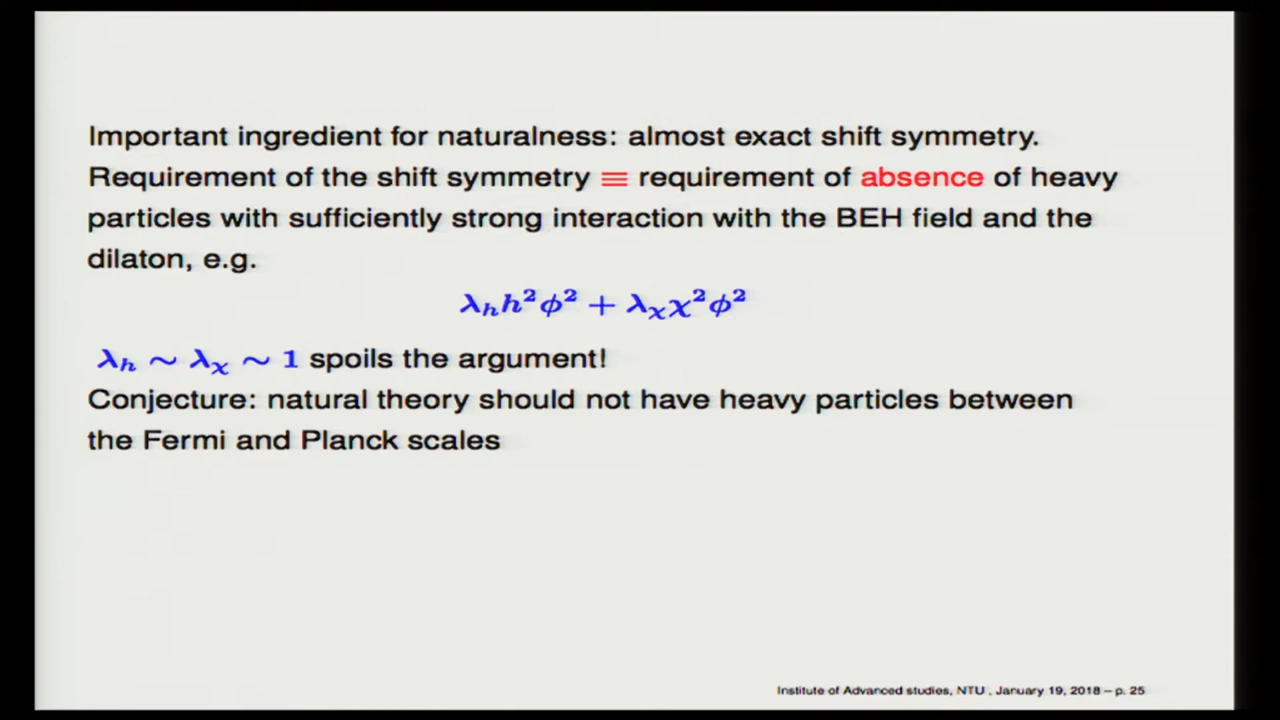 Important ingredient for naturalness: almost exact shift symmetry.
Requirement of the shift symmetry ≡ requirement of absence of heavy
particles with sufficiently strong interaction with the BEH field and the
dilaton, e.g.
λₕh²ϕ² + λᵪχ²ϕ²
λₕ ∼ λᵪ ∼ 1 spoils the argument!
Conjecture: natural theory should not have heavy particles between
the Fermi and Planck scales
Institute of Advanced studies, NTU , January 19, 2018 – p. 25